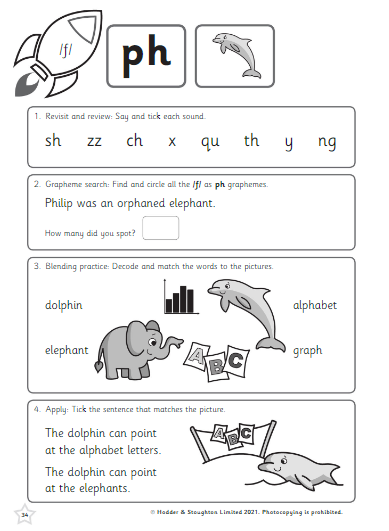 /f/
ph
1. Revisit and review: Say and tick each sound.
sh zz ch x qu th y ng
2. Grapheme search: Find and circle all the /f/ as ph graphemes.
Philip was an orphaned elephant.
How many did you spot?
3. Blending practice: Decode and match the words to the pictures.
dolphin
alphabet
elephant
graph
ABC
4. Apply: Tick the sentence that matches the picture.
The dolphin can point
at the alphabet letters.
The dolphin can point
at the elephants.
ABC
34
© Hodder & Stoughton Limited 2021. Photocopying is prohibited.